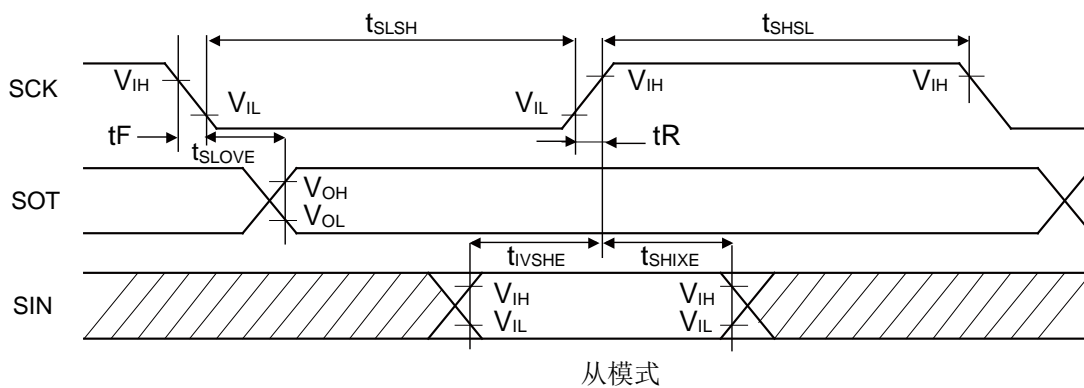 tSLSH tSHSL
SCK VIH VIL VIL VIH VIH
tF tSLOVE tR
SOT VOH VOL
tIVSHE tSHIXE
SIN VIH VIL VIH VIL
从模式